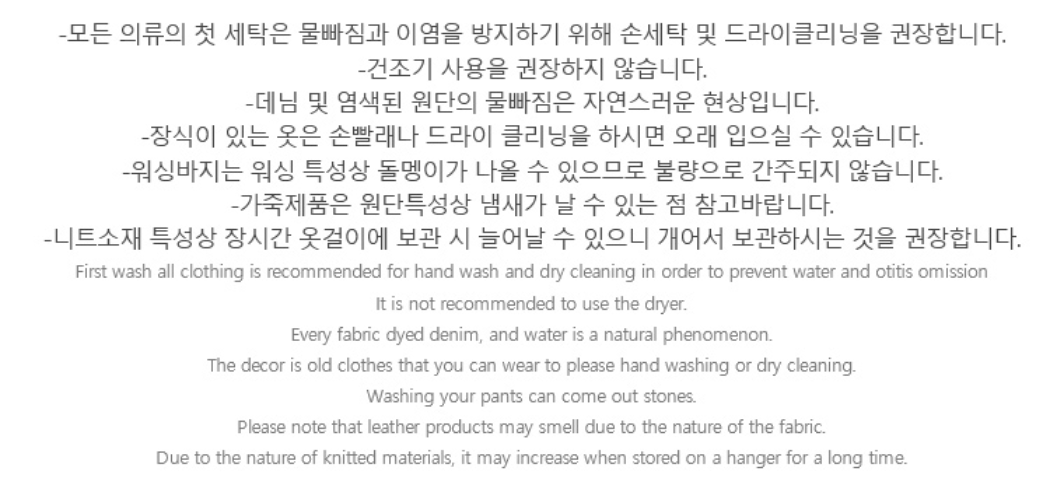 -모든 의류의 첫 세탁은 물빠짐과 이염을 방지하기 위해 손세탁 및 드라이클리닝을 권장합니다.
-건조기 사용을 권장하지 않습니다.
-데님 및 염색된 원단의 물빠짐은 자연스러운 현상입니다.
-장식이 있는 옷은 손빨래나 드라이 클리닝을 하시면 오래 입으실 수 있습니다.
-워싱바지는 워싱 특성상 돌멩이가 나올 수 있으므로 불량으로 간주되지 않습니다.
-가죽제품은 원단특성상 냄새가 날 수 있는 점 참고바랍니다.
-니트소재 특성상 장시간 옷걸이에 보관 시 늘어날 수 있으니 개어서 보관하시는 것을 권장합니다.
First wash all clothing is recommended for hand wash and dry cleaning in order to prevent water and otitis omission
It is not recommended to use the dryer.
Every fabric dyed denim, and water is a natural phenomenon.
The decor is old clothes that you can wear to please hand washing or dry cleaning.
Washing your pants can come out stones.
Please note that leather products may smell due to the nature of the fabric.
Due to the nature of knitted materials, it may increase when stored on a hanger for a long time.